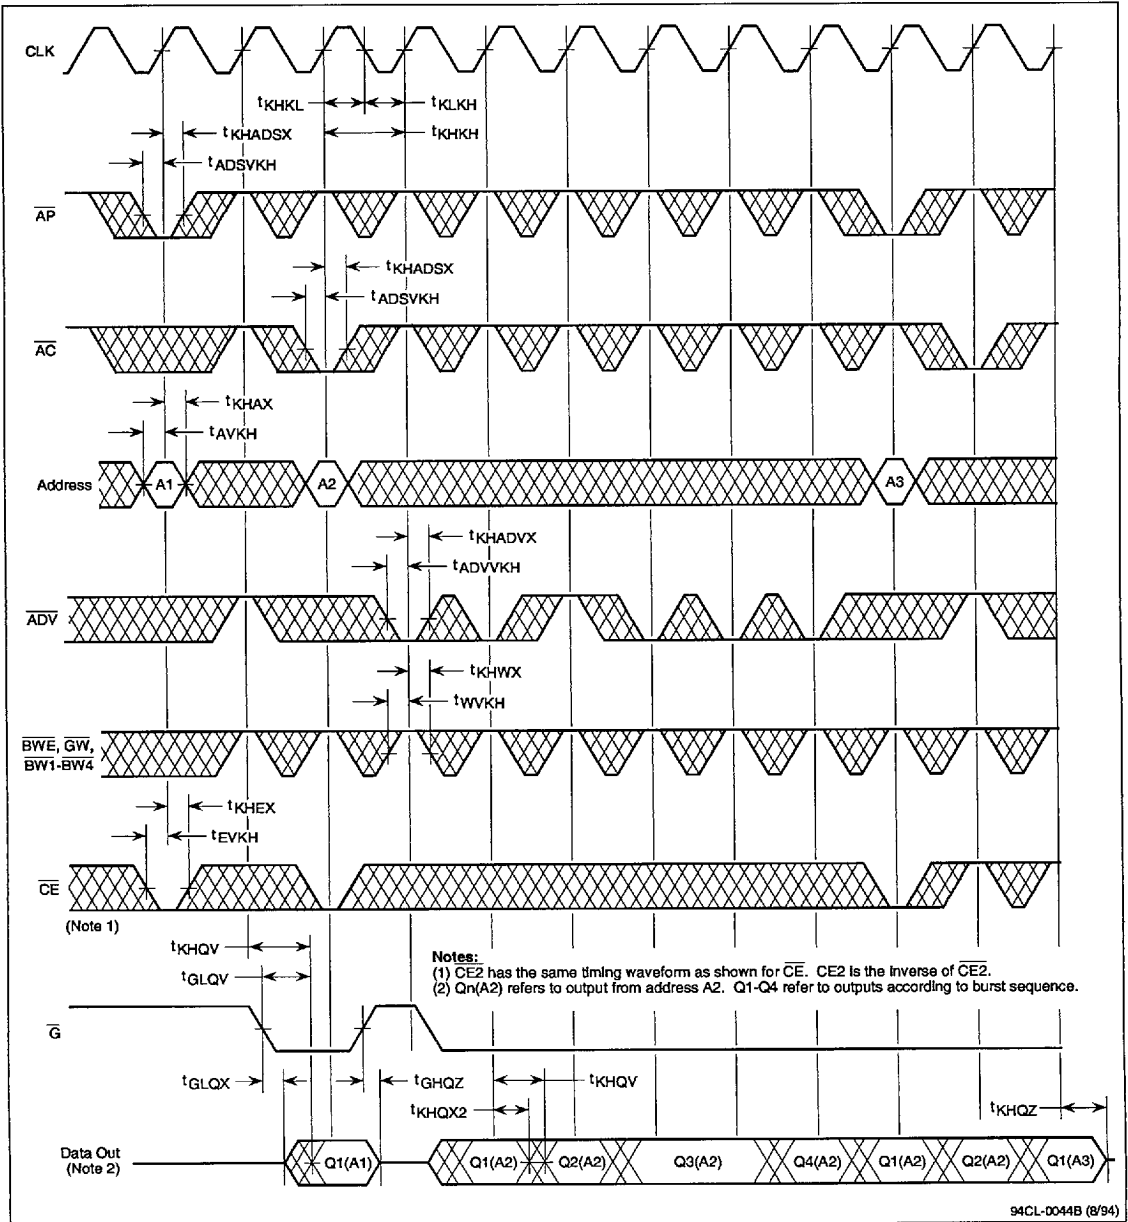 CLK
tKHKL
tKLKH
tKHADSX
tKHKH
tADSVKH
AP
tKHADSX
tADSVKH
AC
tKHAX
tAVKH
Address A1 A2 A3
tKHADVX
tADVVKH
ADV
tKHWX
tWVKH
BWE, GW,
BW1-BW4
tKHEX
tEVKH
CE
(Note 1)
tKHQV
Notes:
(1) CE2 has the same timing waveform as shown for CE. CE2 is the inverse of CE2.
tGLQV
(2) Qn(A2) refers to output from address A2. Q1-Q4 refer to outputs according to burst sequence.
G
tGLQX
tGHQZ
tKHQV
tKHQX2
tKHQZ
Data Out
(Note 2)
Q1(A1) Q1(A2) Q2(A2) Q3(A2) Q4(A2) Q1(A2) Q2(A2) Q1(A3)
94CL-0044B (8/94)